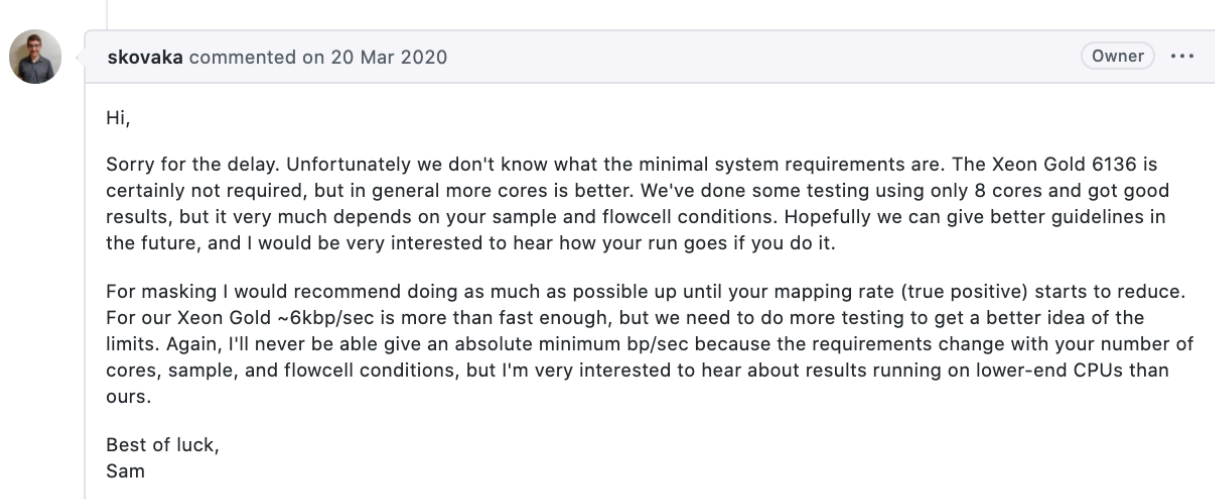 skovaka commented on 20 Mar 2020
Owner
Hi,
Sorry for the delay. Unfortunately we don't know what the minimal system requirements are. The Xeon Gold 6136 is
certainly not required, but in general more cores is better. We've done some testing using only 8 cores and got good
results, but it very much depends on your sample and flowcell conditions. Hopefully we can give better guidelines in
the future, and I would be very interested to hear how your run goes if you do it.
For masking I would recommend doing as much as possible up until your mapping rate (true positive) starts to reduce.
For our Xeon Gold ~6kbp/sec is more than fast enough, but we need to do more testing to get a better idea of the
limits. Again, I'll never be able give an absolute minimum bp/sec because the requirements change with your number of
cores, sample, and flowcell conditions, but I'm very interested to hear about results running on lower-end CPUs than
ours.
Best of luck,
Sam